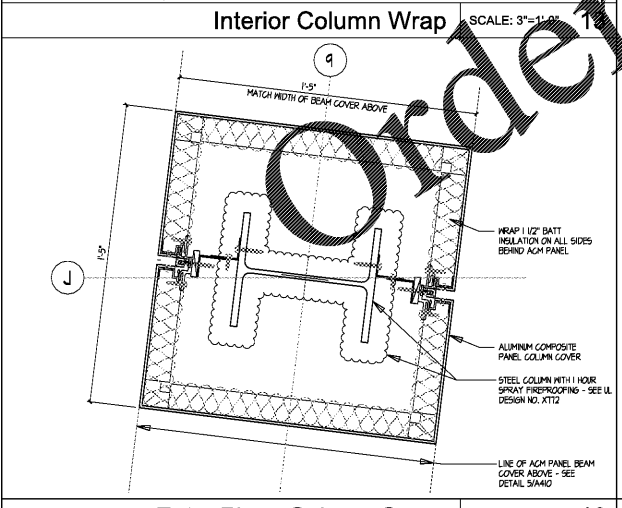 Interior Column Wrap
SCALE: 3"=1'-0"
13
Order
9
1'-5"
MATCH WIDTH OF BEAM COVER ABOVE
1'-5"
J
WRAP 1 1/2" BATT
INSULATION ON ALL SIDES
BEHIND ACM PANEL
ALUMINUM COMPOSITE
PANEL COLUMN COVER
STEEL COLUMN WITH 1 HOUR
SPRAY FIREPROOFING - SEE UL
DESIGN NO. X772
LINE OF ACM PANEL BEAM
COVER ABOVE - SEE
DETAIL 5/A410